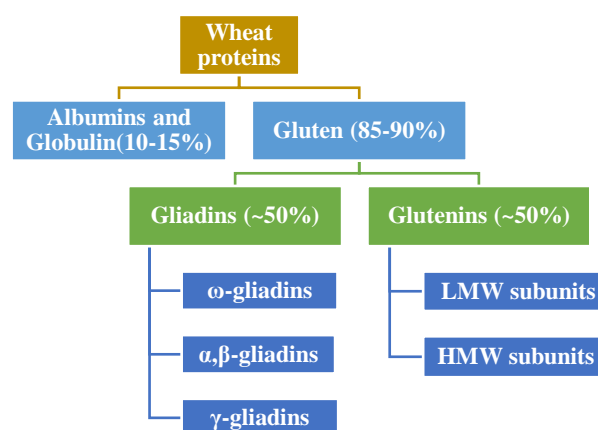 Wheat
proteins
Albumins and
Globulin(10-15%)
Gluten (85-90%)
Gliadins (~50%)
Glutenins (~50%)
ω-gliadins
α,β-gliadins
γ-gliadins
LMW subunits
HMW subunits